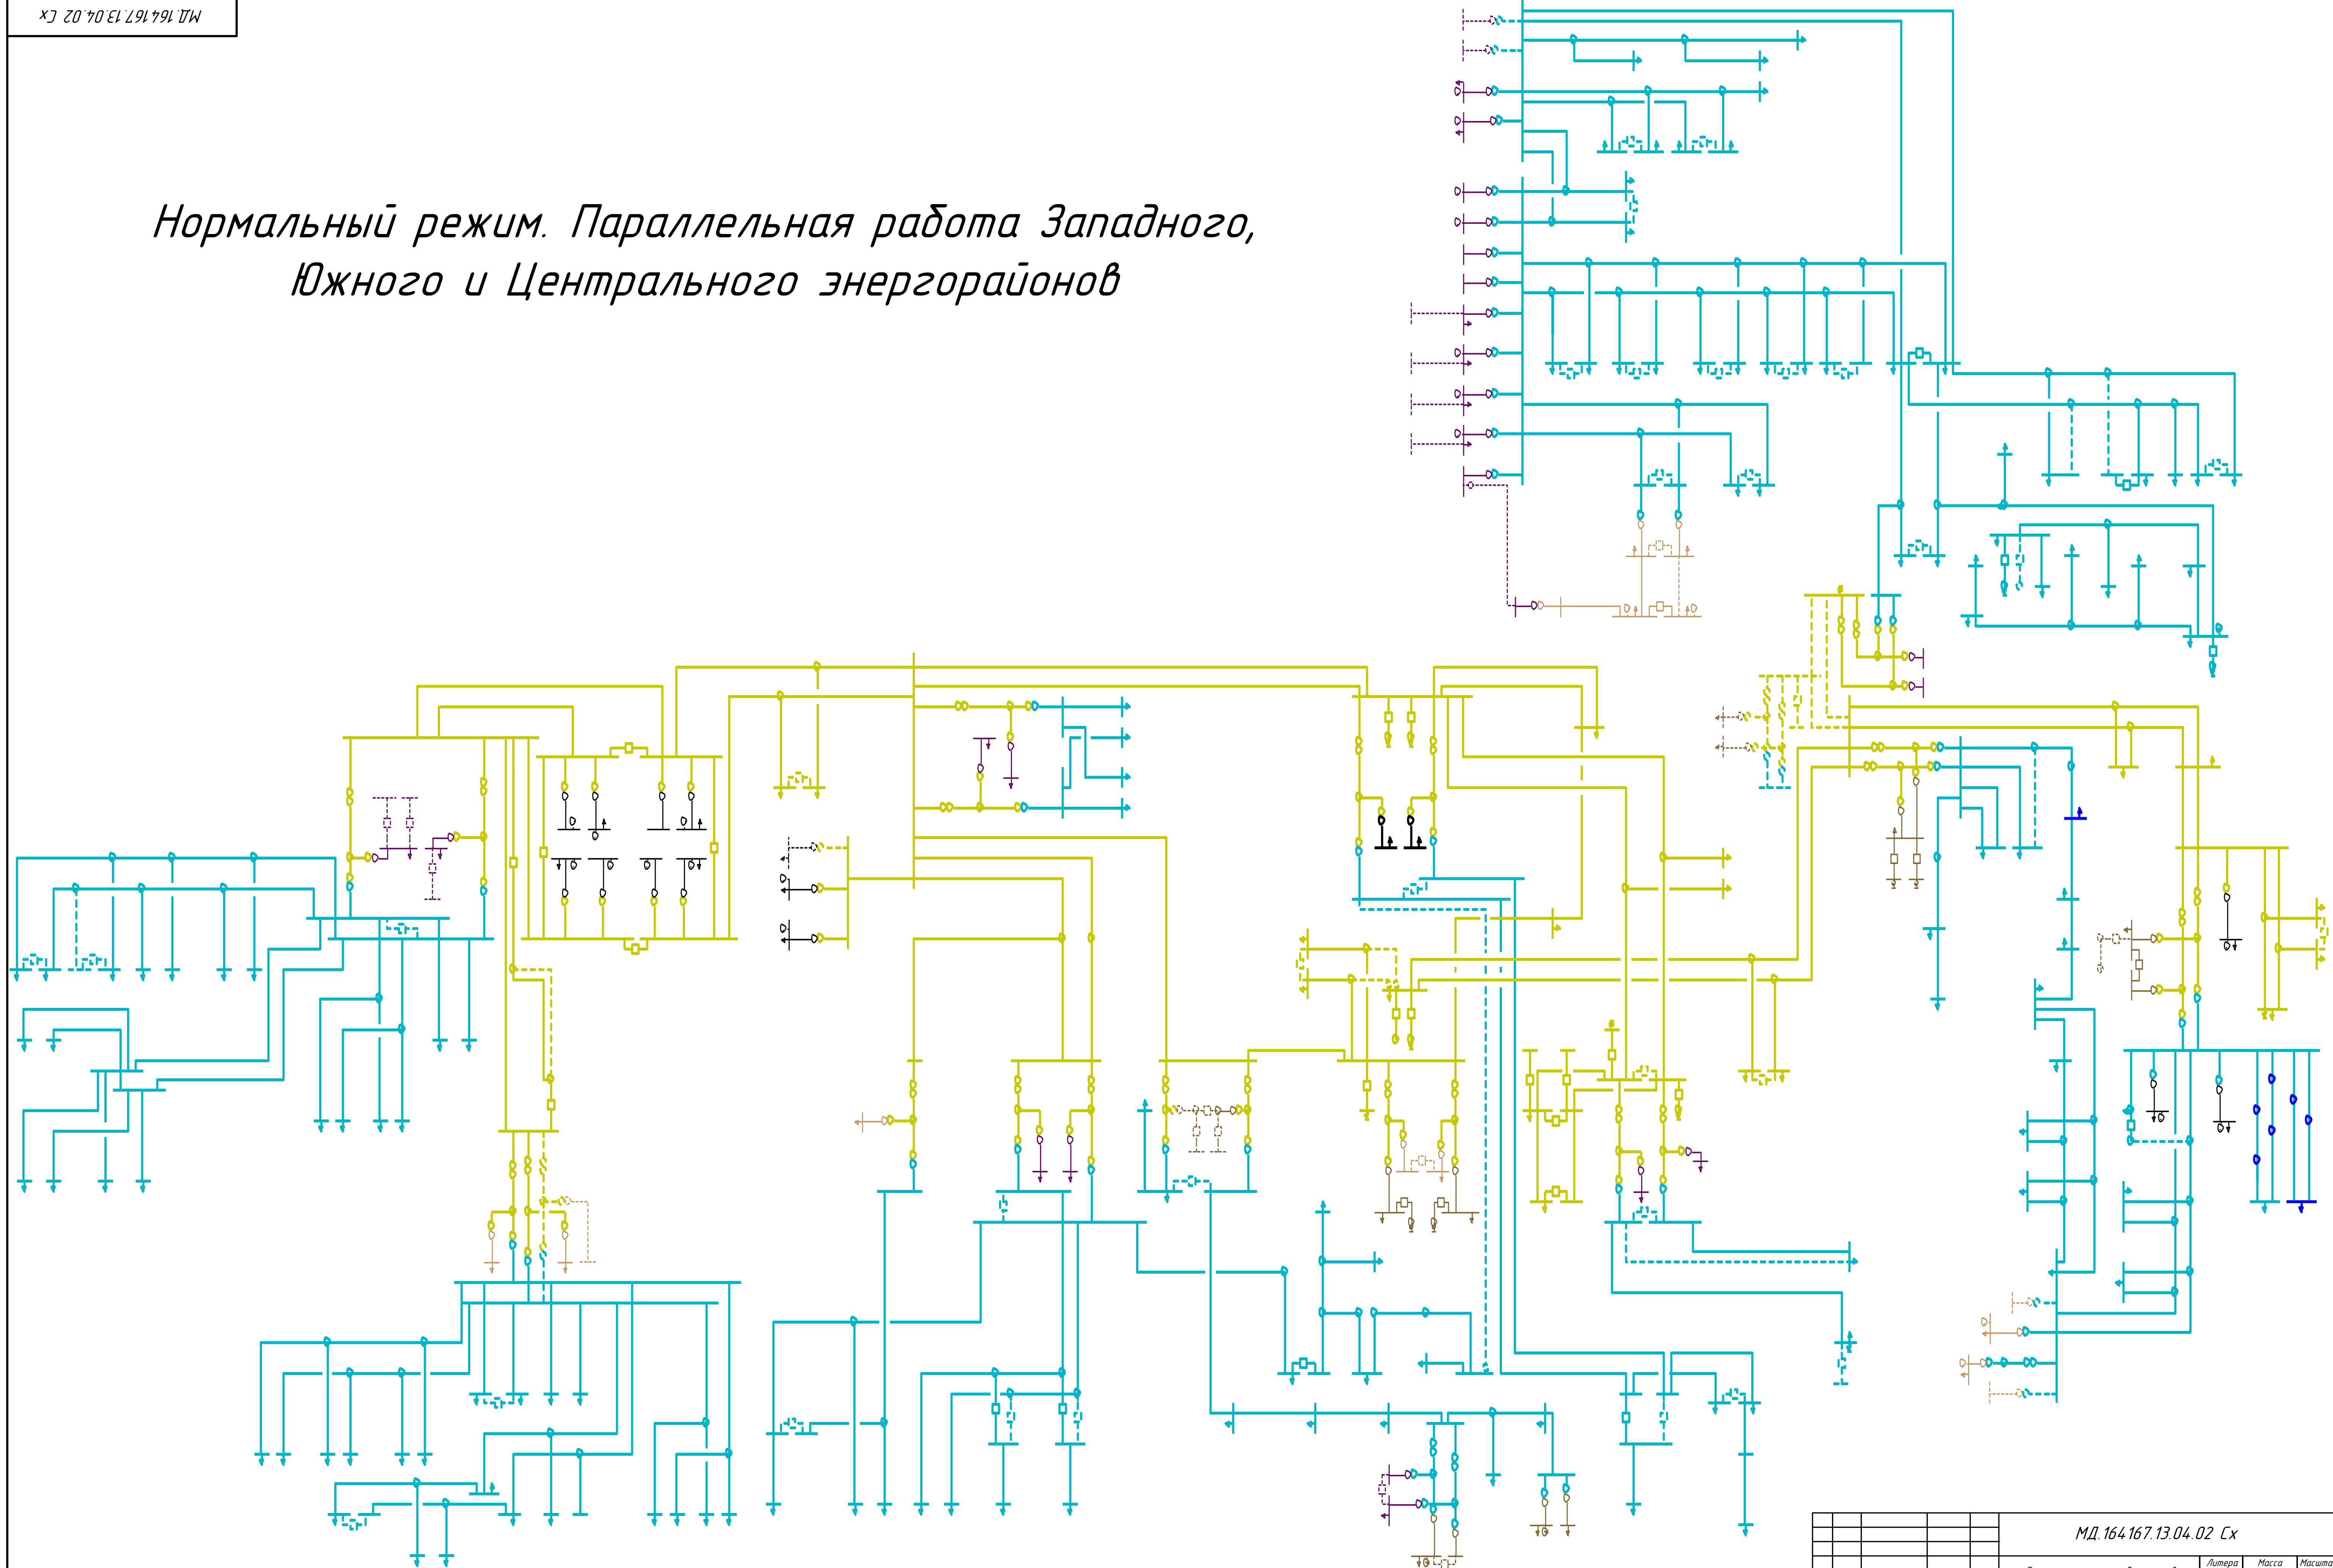 МД.164167.13.04.02 Сх
Нормальный режим. Параллельная работа Западного,
Южного и Центрального энергорайонов
МД.164167.13.04.02 Сх
Литера Масса